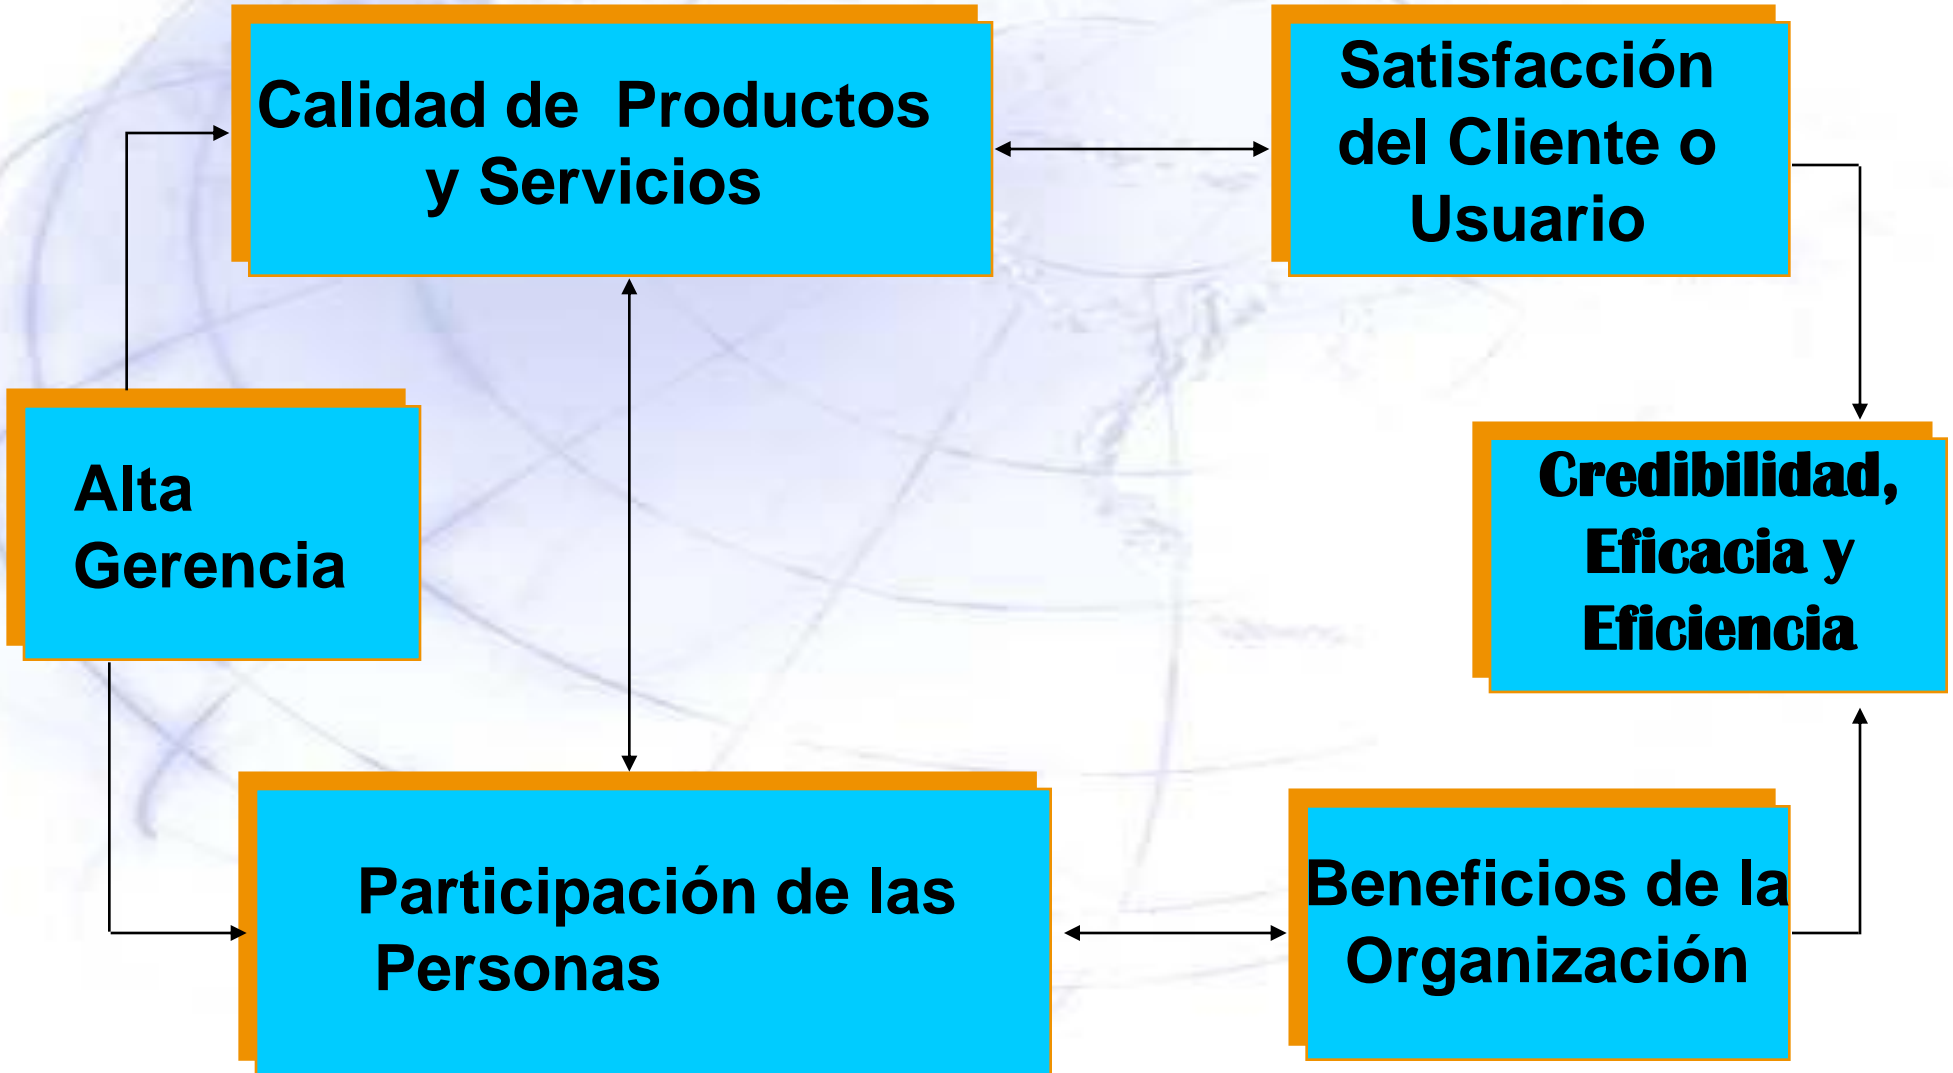 Calidad de Productos
y Servicios
Satisfacción
del Cliente o
Usuario
Alta
Gerencia
Credibilidad,
Eficacia y
Eficiencia
Participación de las
Personas
Beneficios de la
Organización